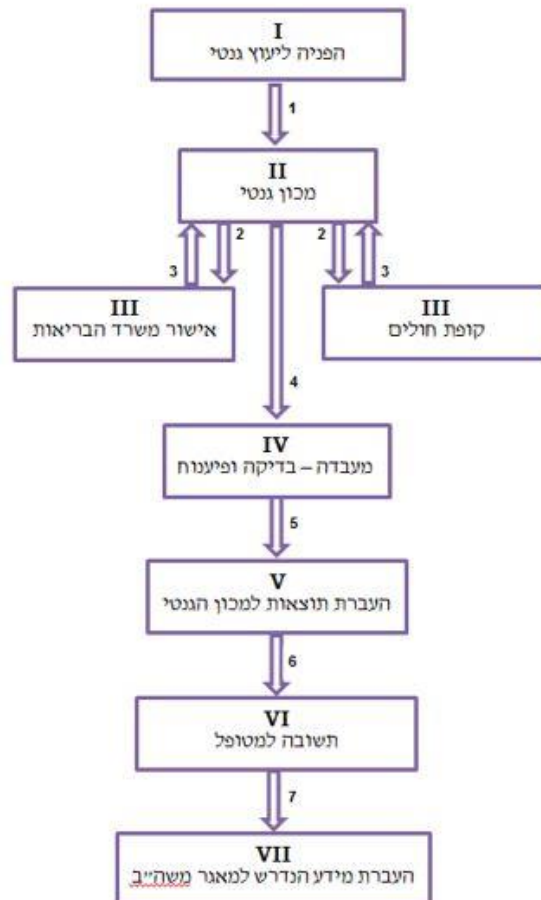 I
הפניה ליעוץ גנטי
1
II
מכון גנטי
2
2
3
3
III
קופת חולים
III
אישור משרד הבריאות
4
IV
מעבדה – בדיקה ופיענוח
5
V
העברת תוצאות למכון הגנטי
6
VI
תשובה למטופל
7
VII
העברת מידע הנדרש למאגר משה״ב